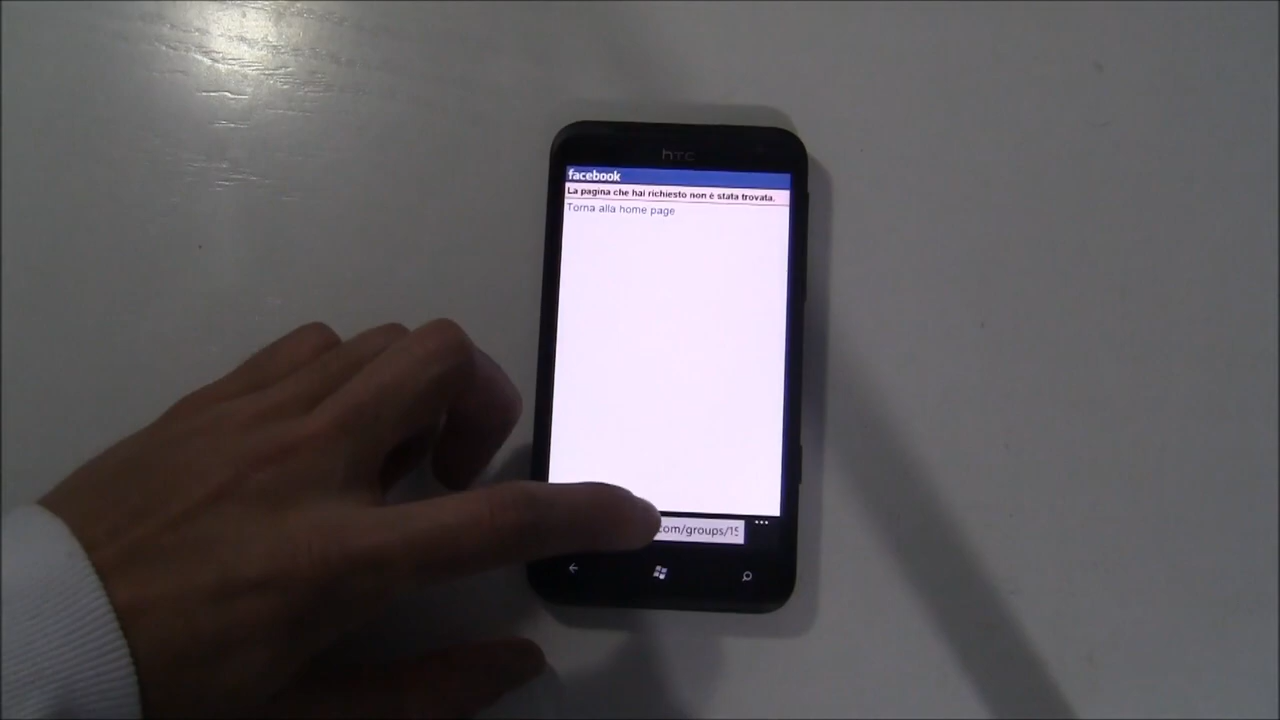 hTC
facebook
La pagina che hai richiesto non è stata trovata.
Torna alla home page
com/groups/15